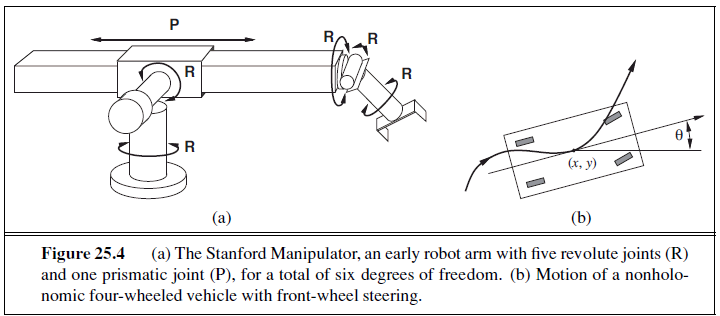 P
R
R
R
R
R
θ
(x, y)
(a)
(b)
Figure 25.4 (a) The Stanford Manipulator, an early robot arm with five revolute joints (R)
and one prismatic joint (P), for a total of six degrees of freedom. (b) Motion of a nonholo-
nomic four-wheeled vehicle with front-wheel steering.